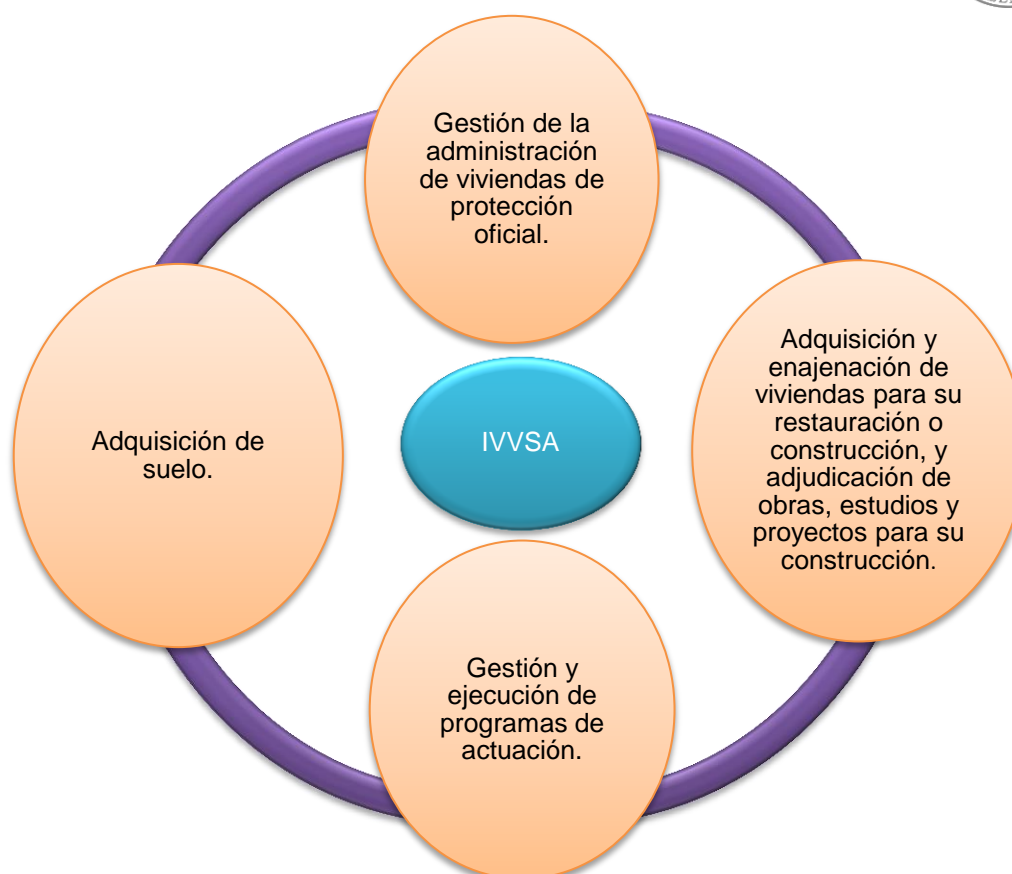 Gestión de la
administración
de viviendas de
protección
oficial.
Adquisición y
enajenación de
viviendas para su
restauración o
construcción, y
adjudicación de
obras, estudios y
proyectos para su
construcción.
IVVSA
Adquisición de
suelo.
Gestión y
ejecución de
programas de
actuación.